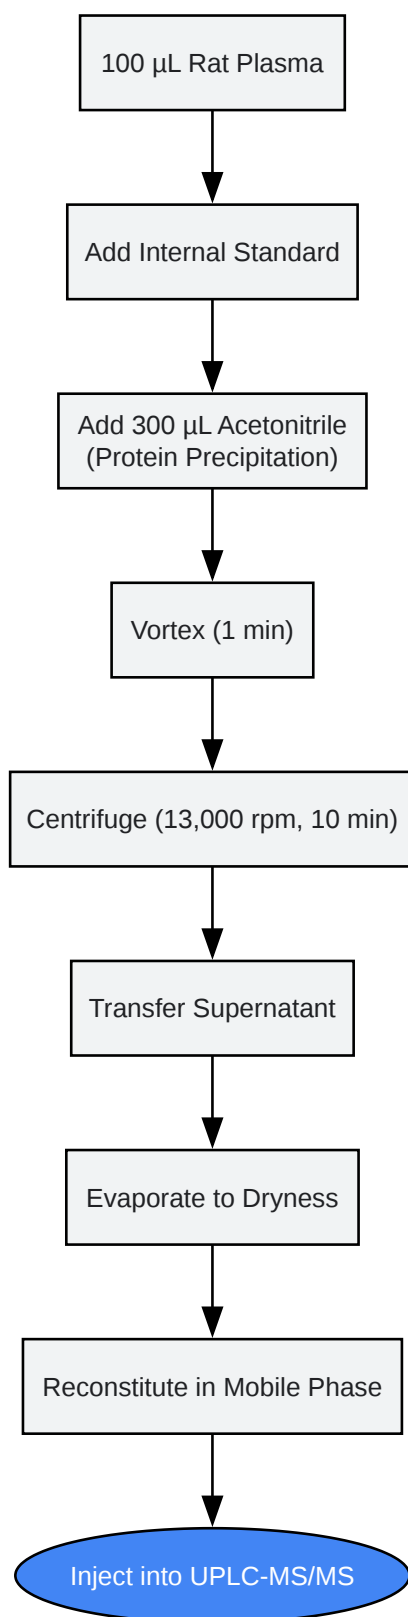 100 µL Rat Plasma
Add Internal Standard
Add 300 µL Acetonitrile
(Protein Precipitation)
Vortex (1 min)
Centrifuge (13,000 rpm, 10 min)
Transfer Supernatant
Evaporate to Dryness
Reconstitute in Mobile Phase
Inject into UPLC-MS/MS